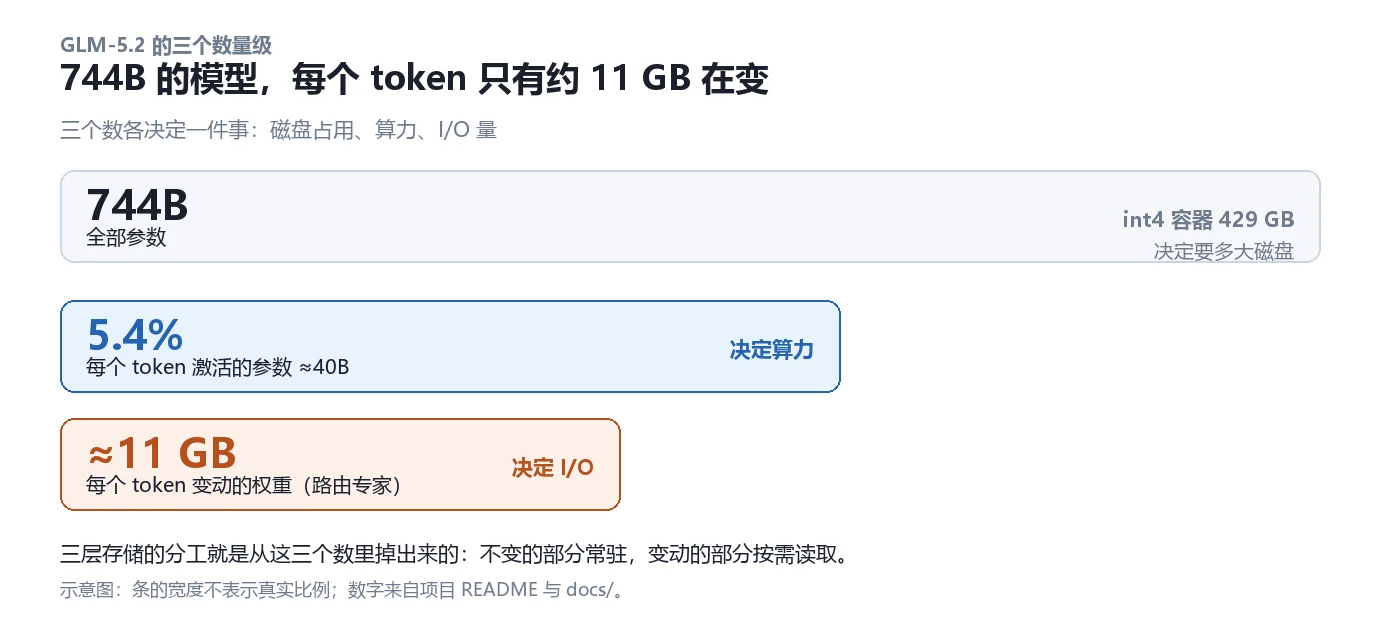 GLM-5.2 的三个数量级
744B 的模型，每个 token 只有约 11 GB 在变
三个数各决定一件事：磁盘占用、算力、I/O 量
744B
全部参数
int4 容器 429 GB
决定要多大磁盘
5.4%
每个 token 激活的参数 ≈40B
决定算力
≈11 GB
每个 token 变动的权重（路由专家）
决定 I/O
三层存储的分工就是从这三个数里掉出来的：不变的部分常驻，变动的部分按需读取。
示意图：条的宽度不表示真实比例；数字来自项目 README 与 docs/。